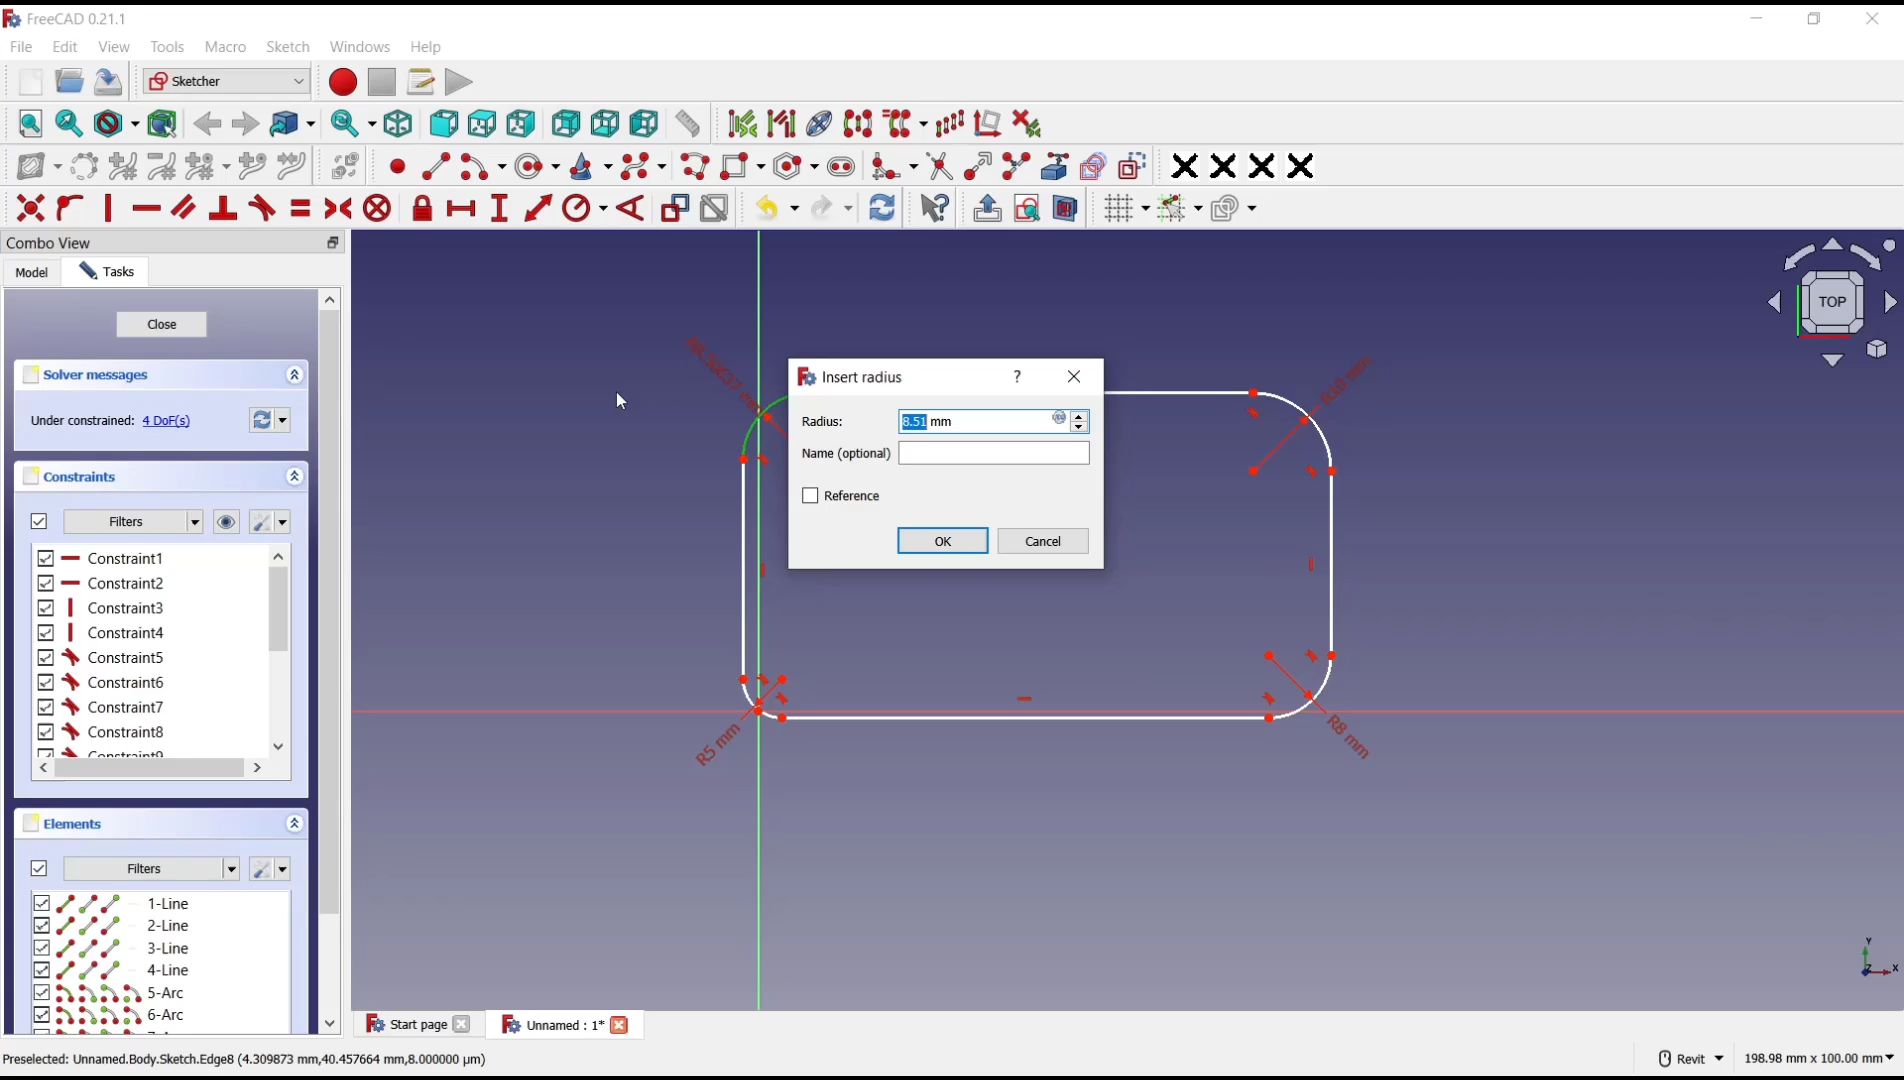 FreeCAD 0.21.1
File Edit View Tools Macro Sketch Windows Help
Sketcher
Combo View
Model Tasks
Close
Solver messages
Under constrained: 4 DoF(s)
Constraints
Filters
Constraint1
Constraint2
Constraint3
Constraint4
Constraint5
Constraint6
Constraint7
Constraint8
Constraint9
Elements
Filters
1-Line
2-Line
3-Line
4-Line
5-Arc
6-Arc
Insert radius ?
Radius: 8.51 mm
Name (optional)
Reference
OK Cancel
R10 mm
R5 mm
R8 mm
TOP
Y
Z X
Start page Unnamed : 1*
Preselected: Unnamed.Body.Sketch.Edge8 (4.309873 mm,40.457664 mm,8.000000 µm)
Revit 198.98 mm x 100.00 mm